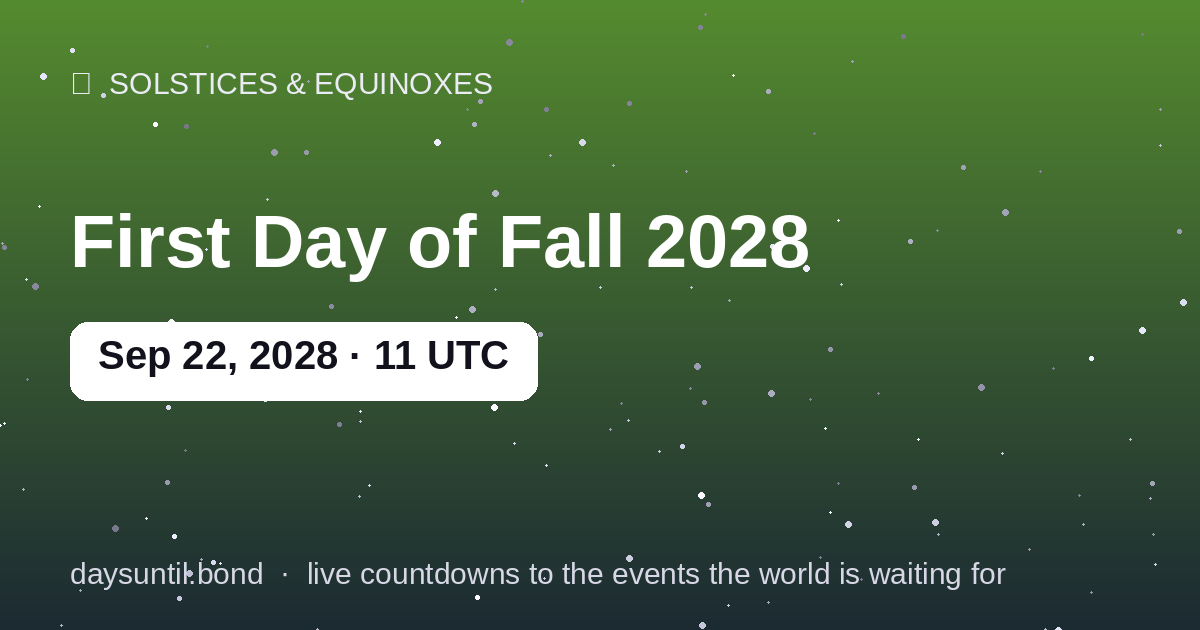 SOLSTICES & EQUINOXES
First Day of Fall 2028
Sep 22, 2028 · 11 UTC
daysuntil.bond · live countdowns to the events the world is waiting for